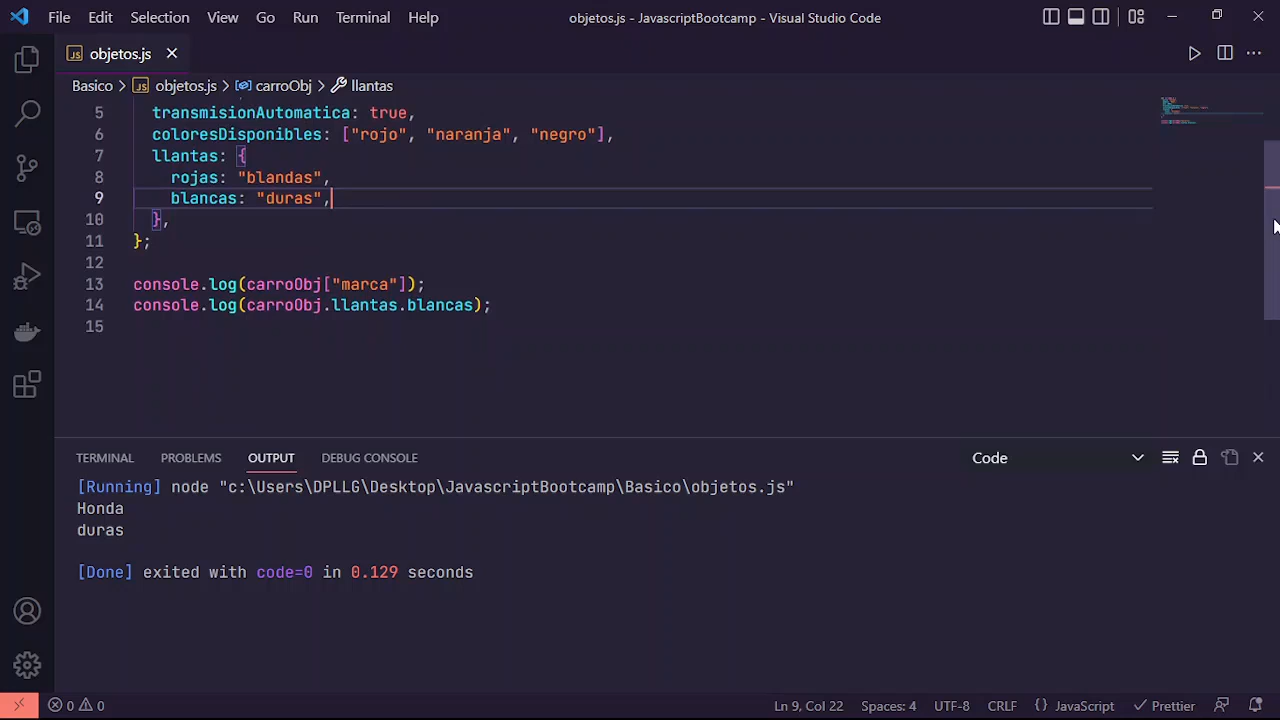 File Edit Selection View Go Run Terminal Help objetos.js - JavascriptBootcamp - Visual Studio Code
JS objetos.js
Basico > JS objetos.js > carroObj > llantas
5 transmisionAutomatica: true,
6 coloresDisponibles: ["rojo", "naranja", "negro"],
7 llantas: {
8 rojas: "blandas",
9 blancas: "duras",
10 },
11 };
12
13 console.log(carroObj["marca"]);
14 console.log(carroObj.llantas.blancas);
15
TERMINAL PROBLEMS OUTPUT DEBUG CONSOLE Code
[Running] node "c:\Users\DPLLG\Desktop\JavascriptBootcamp\Basico\objetos.js"
Honda
duras
[Done] exited with code=0 in 0.129 seconds
0 0 Ln 9, Col 22 Spaces: 4 UTF-8 CRLF {} JavaScript Prettier